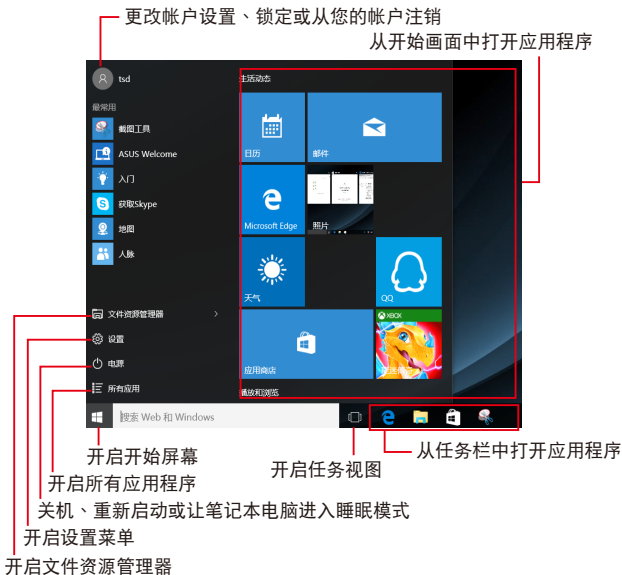 更改帐户设置、锁定或从您的帐户注销
从开始画面中打开应用程序
tsd
生活动态
最常用
截图工具
ASUS Welcome
入门
获取Skype
地图
人脉
日历
邮件
Microsoft Edge
照片
天气
QQ
应用商店
XBOX
播放和浏览
文件资源管理器
设置
电源
所有应用
搜索 Web 和 Windows
开启开始屏幕
开启任务视图
从任务栏中打开应用程序
开启所有应用程序
关机、重新启动或让笔记本电脑进入睡眠模式
开启设置菜单
开启文件资源管理器